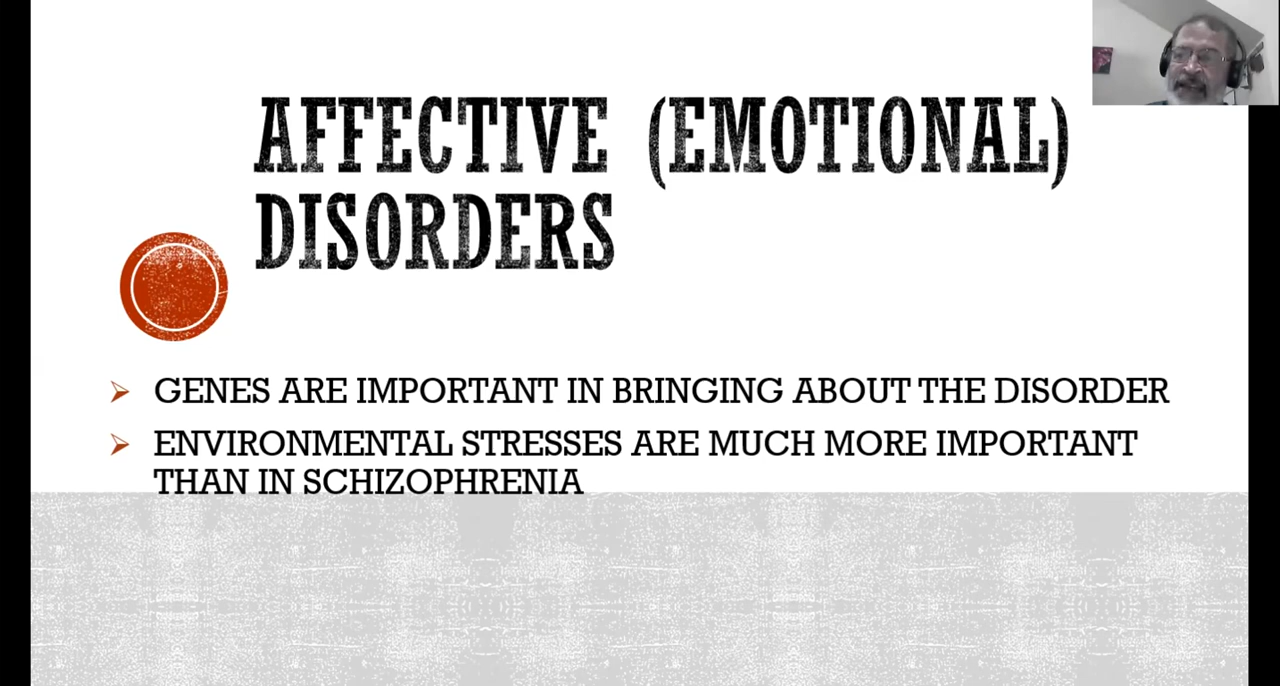 AFFECTIVE (EMOTIONAL)
DISORDERS
GENES ARE IMPORTANT IN BRINGING ABOUT THE DISORDER
ENVIRONMENTAL STRESSES ARE MUCH MORE IMPORTANT
THAN IN SCHIZOPHRENIA